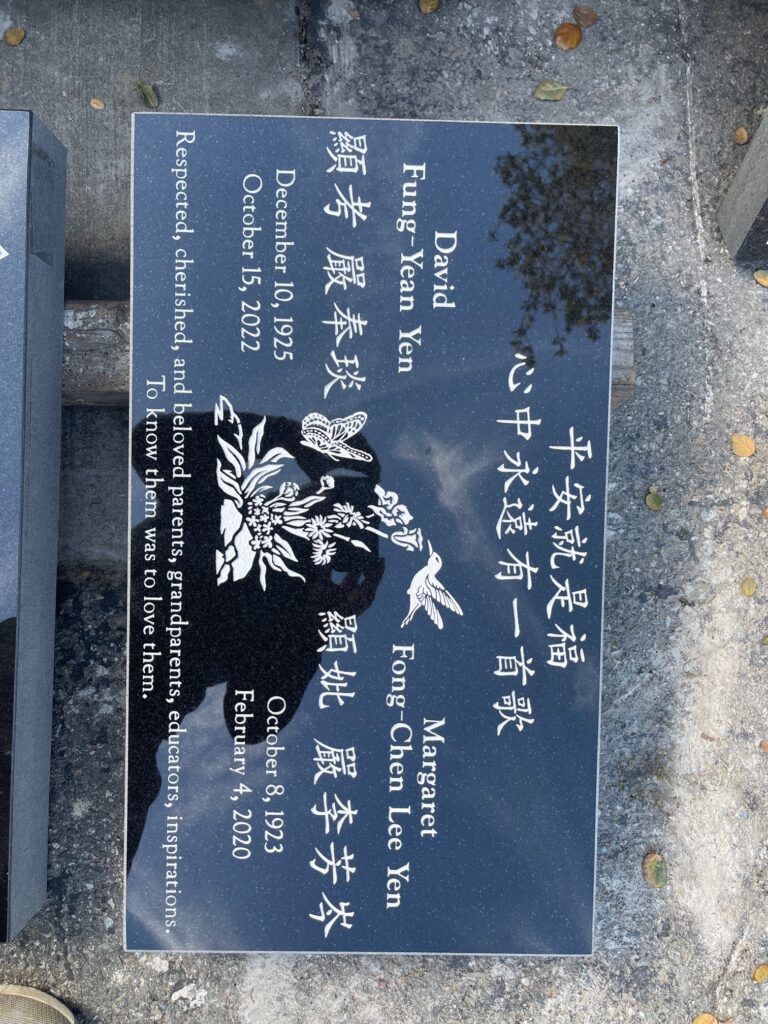 平安就是福
心中永遠有一首歌
David
Fung-Yean Yen
顯考 嚴奉琰
December 10, 1925
October 15, 2022
Margaret
Fong-Chen Lee Yen
顯妣 嚴李芳岑
October 8, 1923
February 4, 2020
Respected, cherished, and beloved parents, grandparents, educators, inspirations.
To know them was to love them.